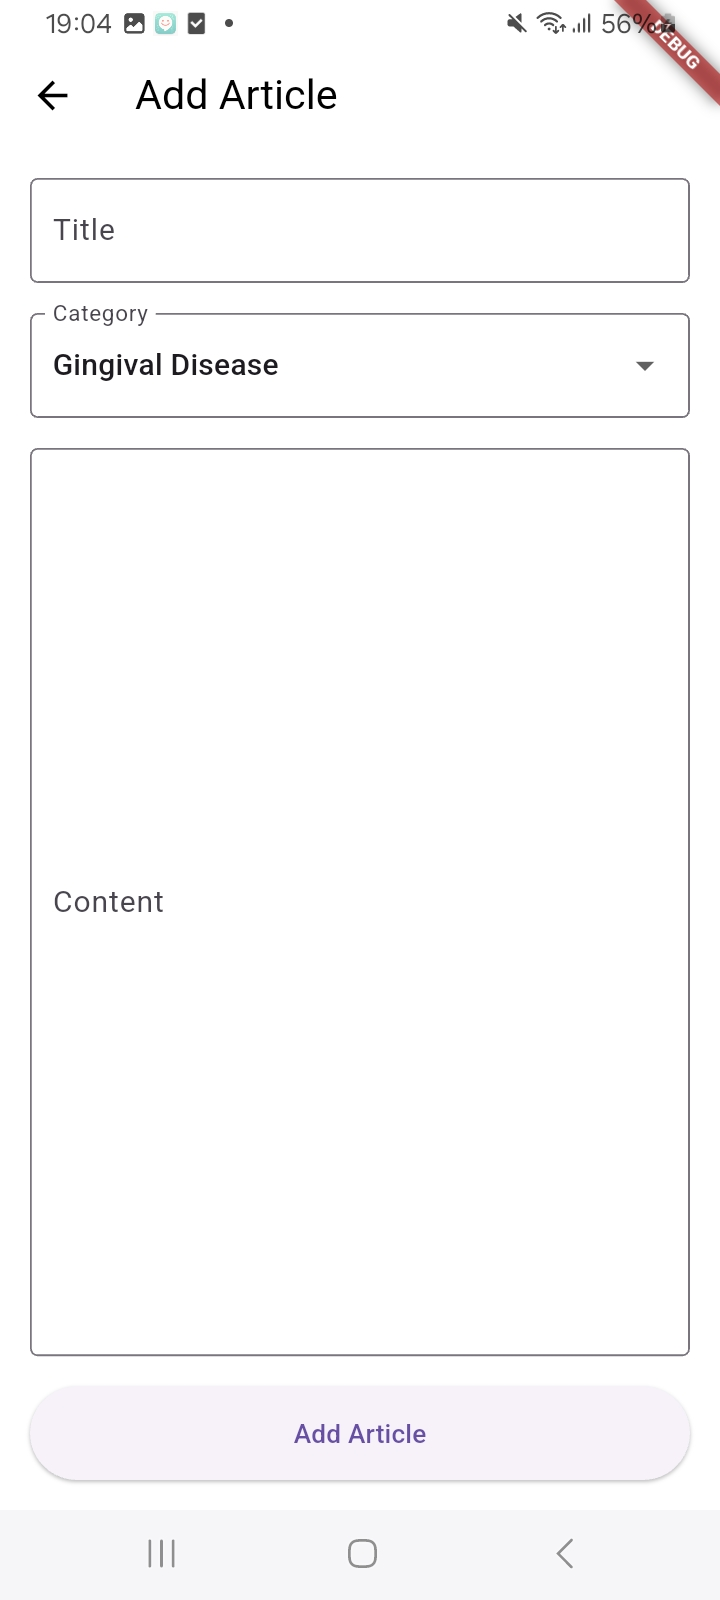 19:04
56%
DEBUG
Add Article
Title
Category
Gingival Disease
Content
Add Article